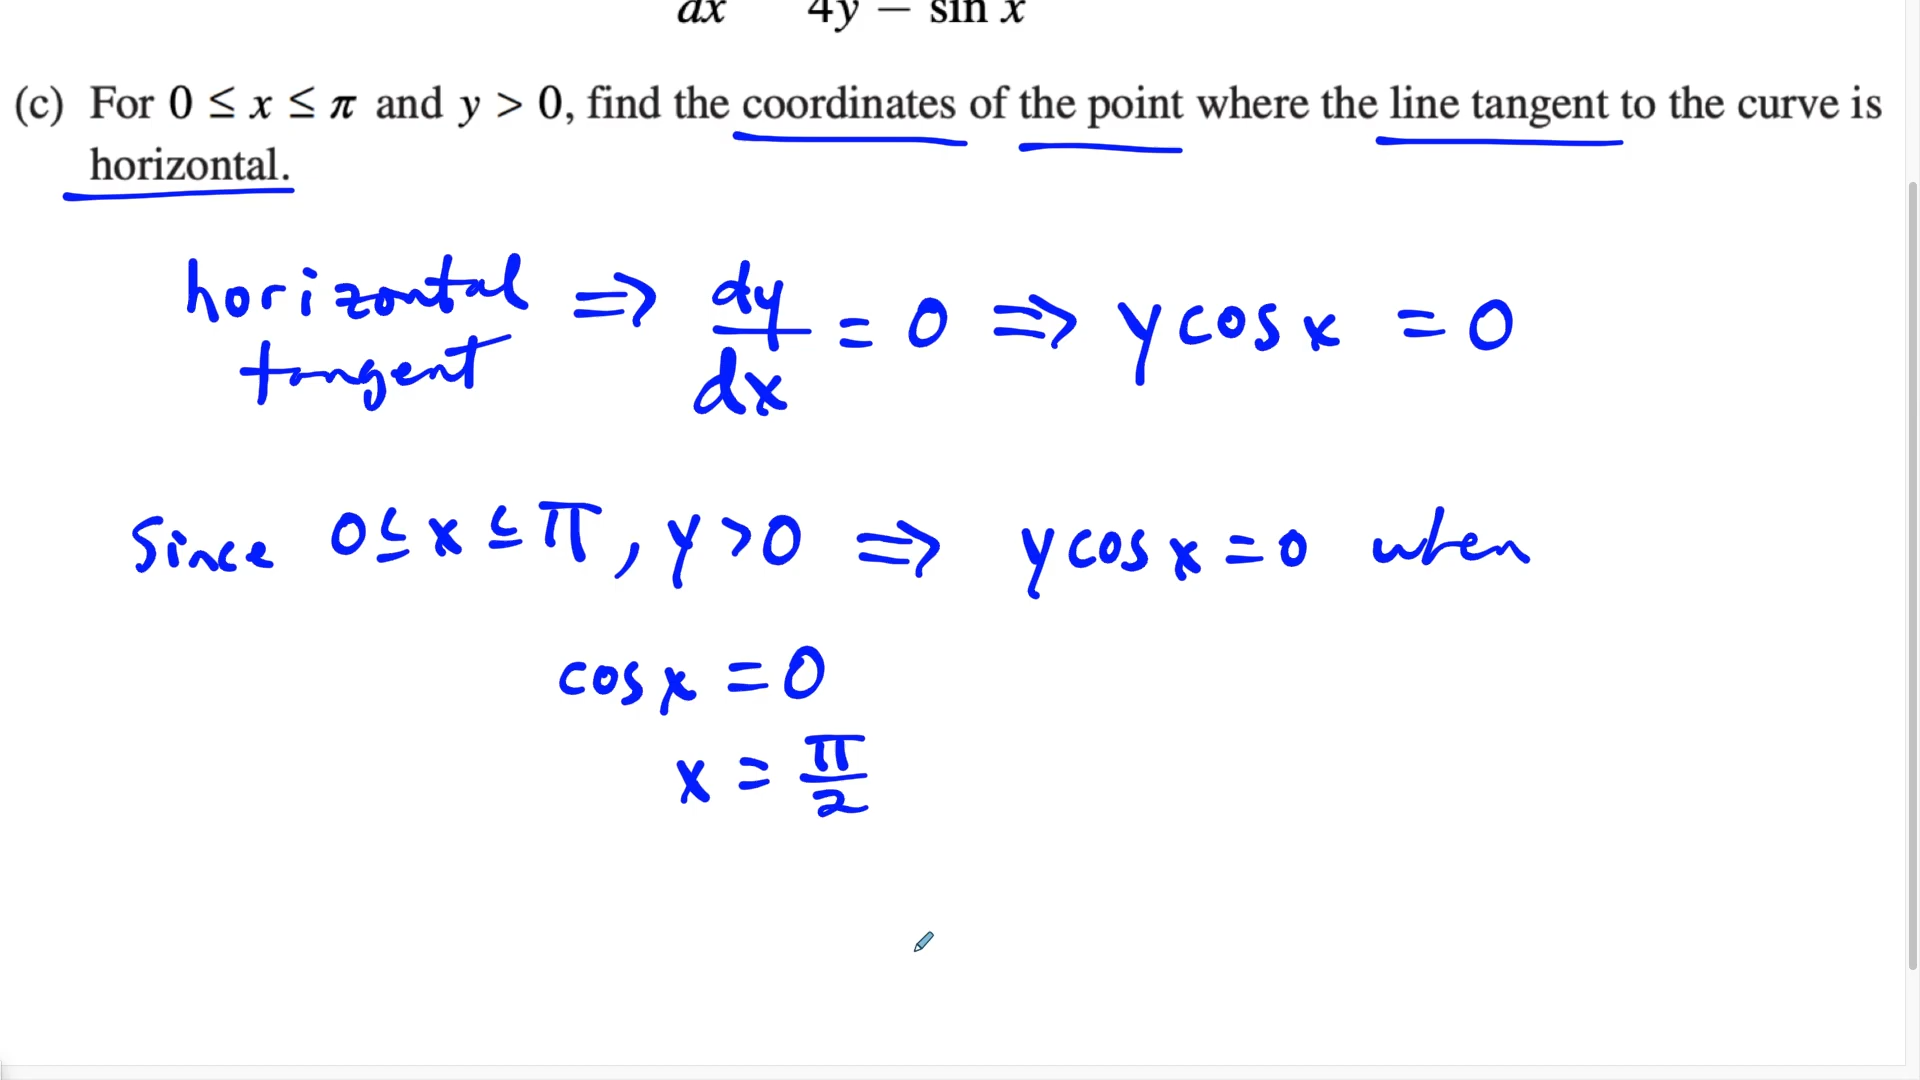 dx 4y − sin x
(c) For 0 ≤ x ≤ π and y > 0, find the coordinates of the point where the line tangent to the curve is
horizontal.
horizontal tangent ⇒ dy/dx = 0 ⇒ y cos x = 0
Since 0 ≤ x ≤ π, y > 0 ⇒ y cos x = 0 when
cos x = 0
x = π/2